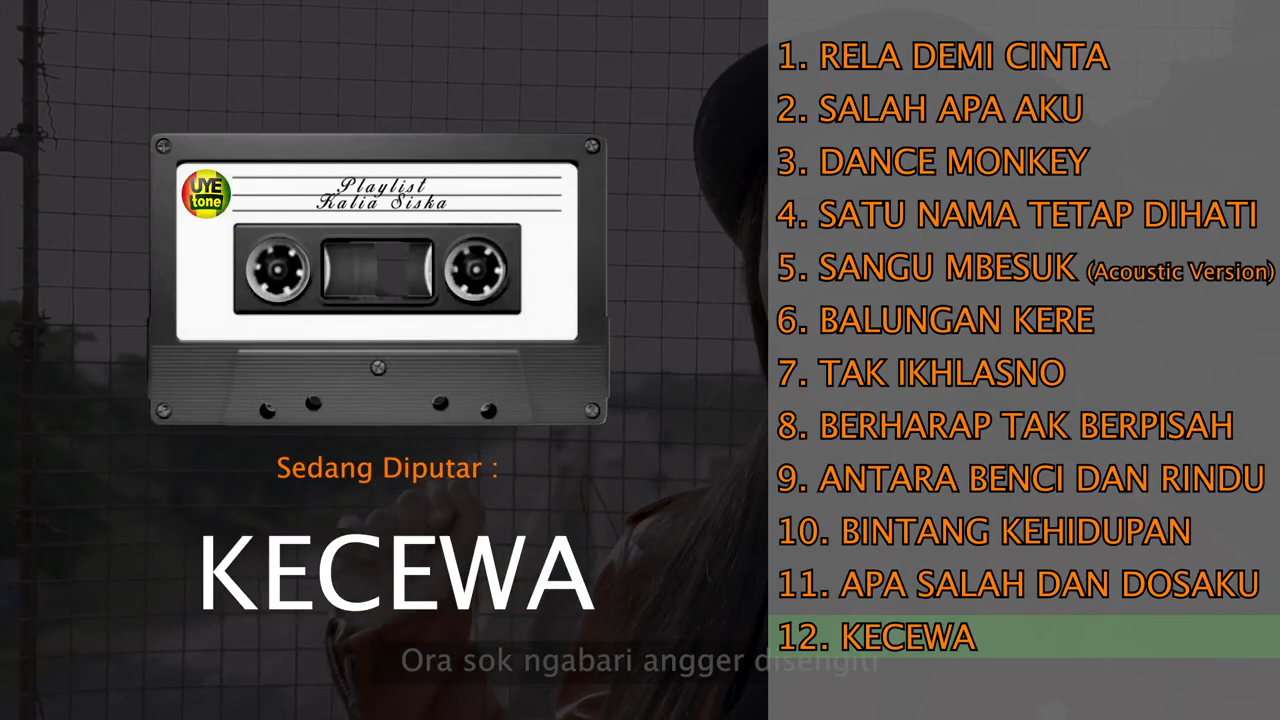 UYE
tone
Playlist
Kalia Siska
Sedang Diputar :
KECEWA
Ora sok ngabari angger disengiti
1. RELA DEMI CINTA
2. SALAH APA AKU
3. DANCE MONKEY
4. SATU NAMA TETAP DIHATI
5. SANGU MBESUK (Acoustic Version)
6. BALUNGAN KERE
7. TAK IKHLASNO
8. BERHARAP TAK BERPISAH
9. ANTARA BENCI DAN RINDU
10. BINTANG KEHIDUPAN
11. APA SALAH DAN DOSAKU
12. KECEWA